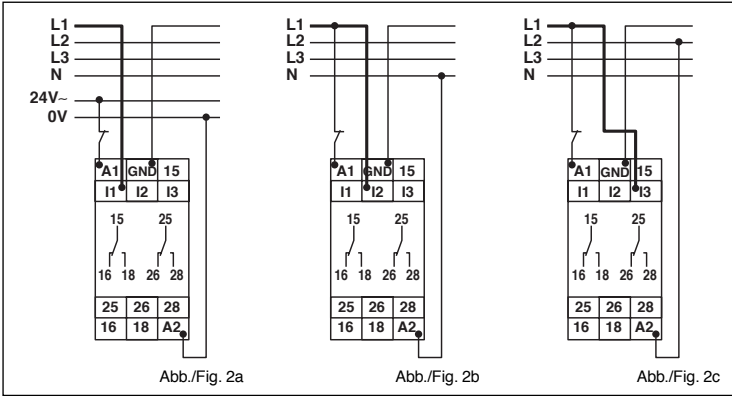 L1
L2
L3
N
24V~
0V
A1 GND 15
I1 I2 I3
15 25
16 18 26 28
25 26 28
16 18 A2
Abb./Fig. 2a
L1
L2
L3
N
A1 GND 15
I1 I2 I3
15 25
16 18 26 28
25 26 28
16 18 A2
Abb./Fig. 2b
L1
L2
L3
N
A1 GND 15
I1 I2 I3
15 25
16 18 26 28
25 26 28
16 18 A2
Abb./Fig. 2c